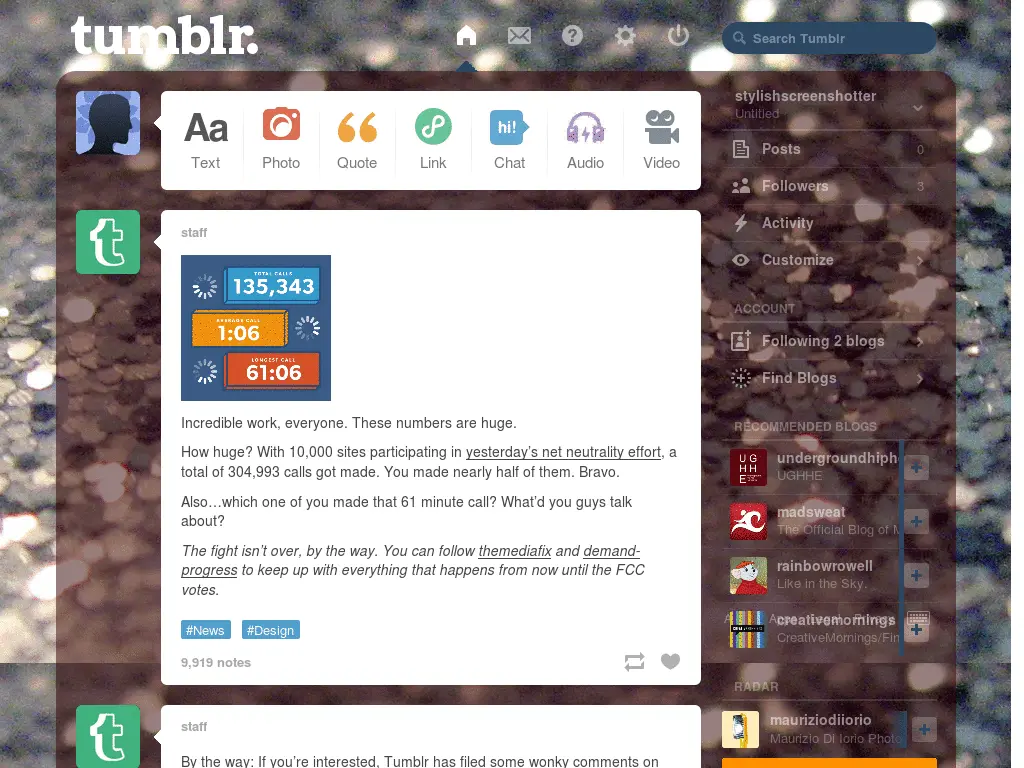 tumblr.
Search Tumblr
Aa
hi!
Text
Photo
Quote
Link
Chat
Audio
Video
stylishscreenshotter
Untitled
Posts 0
Followers 3
Activity
Customize
ACCOUNT
Following 2 blogs
Find Blogs
RECOMMENDED BLOGS
UGHHE
undergroundhiph
UGHHE
madsweat
The Official Blog of M
rainbowrowell
Like in the Sky.
creativemornings
CreativeMornings/Fin
RADAR
mauriziodiiorio
Maurizio Di Iorio Photo
staff
TOTAL CALLS
135,343
AVERAGE CALL
1:06
LONGEST CALL
61:06
Incredible work, everyone. These numbers are huge.
How huge? With 10,000 sites participating in yesterday’s net neutrality effort, a
total of 304,993 calls got made. You made nearly half of them. Bravo.
Also…which one of you made that 61 minute call? What’d you guys talk
about?
The fight isn’t over, by the way. You can follow themediafix and demand-
progress to keep up with everything that happens from now until the FCC
votes.
#News #Design
9,919 notes
staff
By the way: If you’re interested, Tumblr has filed some wonky comments on